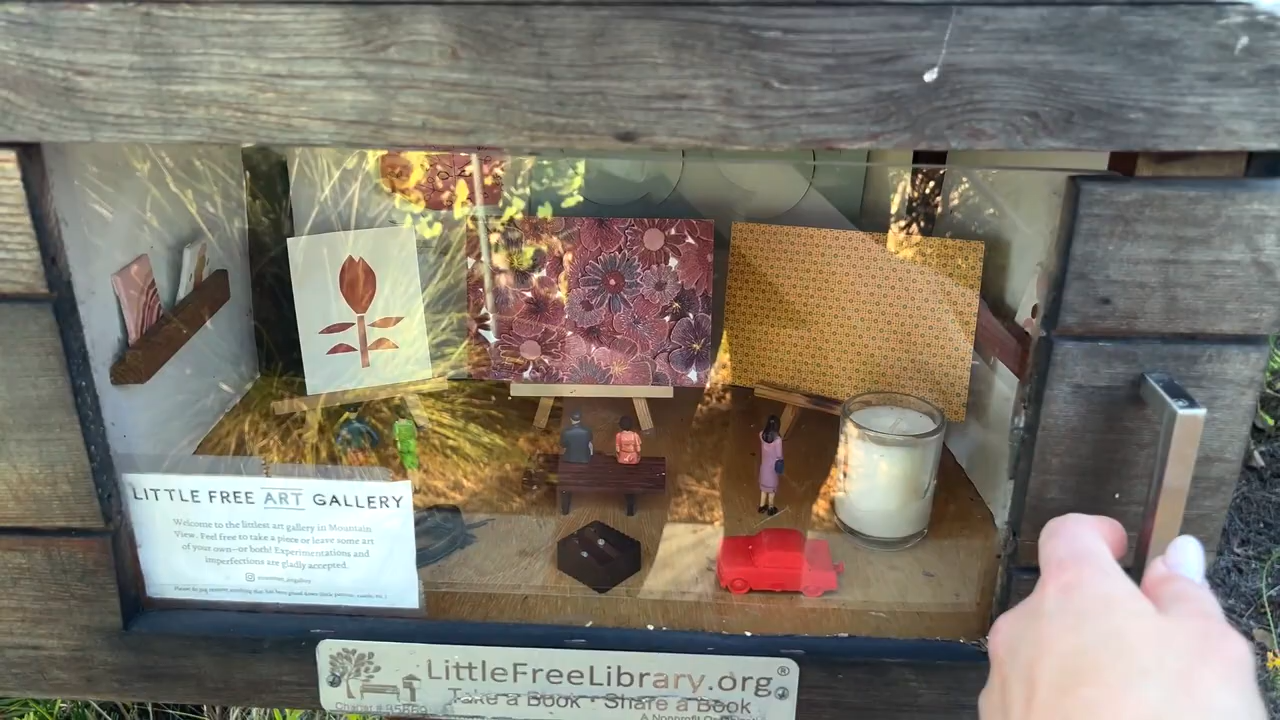 LITTLE FREE ART GALLERY
Welcome to the littlest art gallery in Mountain
View. Feel free to take a piece or leave some art
of your own—or both! Experimentations and
imperfections are gladly accepted.
LittleFreeLibrary.org®
Take a Book • Share a Book
A Nonprofit